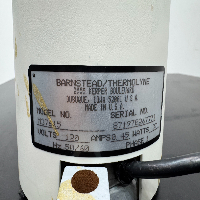 BARNSTEAD/THERMOLYNE
2555 KERPER BOULEVARD
DUBUQUE, IOWA 52001 U.S.A.
MADE IN U.S.A.
MODEL NO. SERIAL NO.
VOLTS 120 AMPS WATTS
Hz 50/60 PHASE